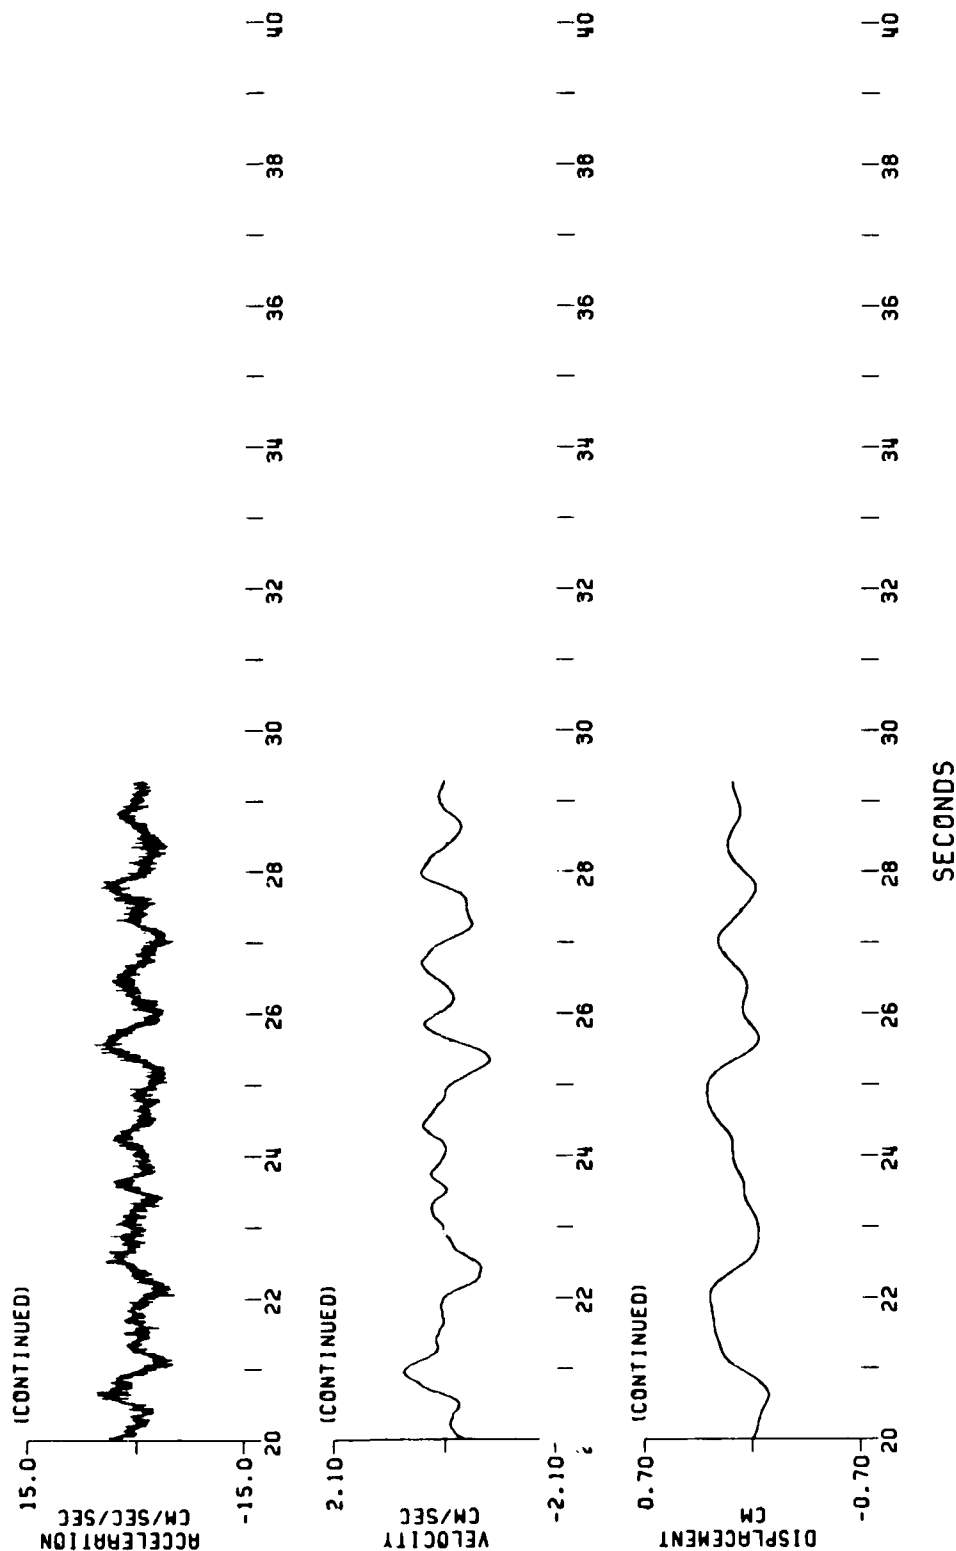 (CONTINUED)
15.0
ACCELERATION
CM/SEC/SEC
-15.0
20 22 24 26 28 30 32 34 36 38 40
(CONTINUED)
2.10
VELOCITY
CM/SEC
-2.10
22 24 26 28 30 32 34 36 38 40
(CONTINUED)
0.70
DISPLACEMENT
CM
-0.70
20 22 24 26 28 30 32 34 36 38 40
SECONDS